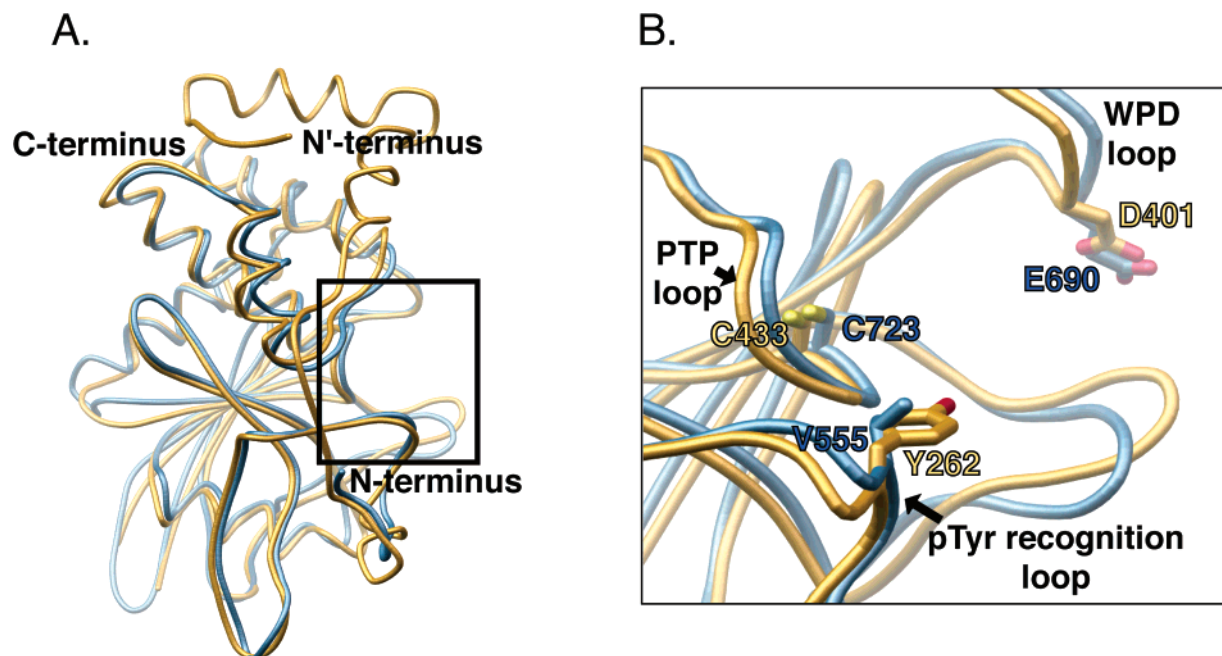 A.
B.
C-terminus
N'-terminus
N-terminus
WPD
loop
D401
E690
PTP
loop
C433
C723
V555
Y262
pTyr recognition
loop